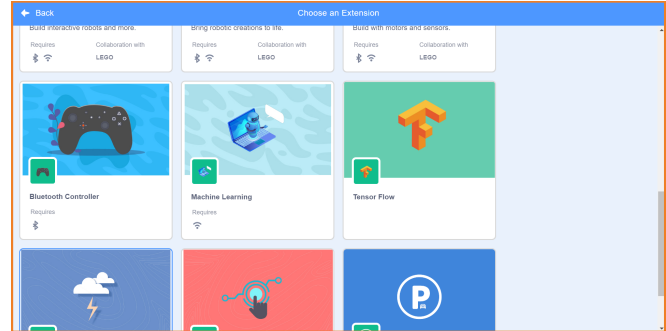 Back
Choose an Extension
Build interactive robots and more.
Bring robotic creations to life.
Build with motors and sensors.
Requires Collaboration with
LEGO
Requires Collaboration with
LEGO
Requires Collaboration with
LEGO
Bluetooth Controller
Requires
Machine Learning
Requires
Tensor Flow
P